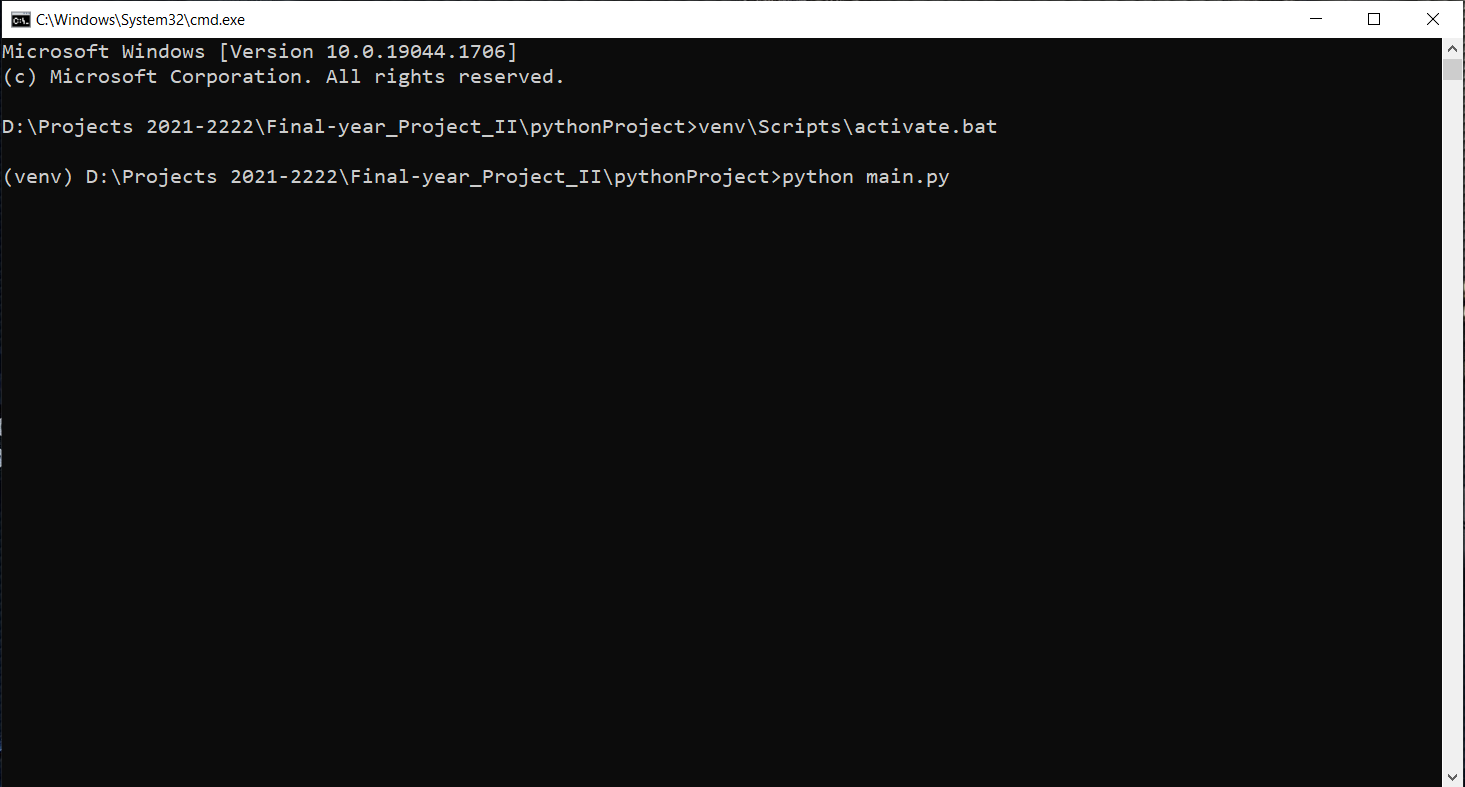 C:\Windows\System32\cmd.exe
Microsoft Windows [Version 10.0.19044.1706]
(c) Microsoft Corporation. All rights reserved.
D:\Projects 2021-2222\Final-year_Project_II\pythonProject>venv\Scripts\activate.bat
(venv) D:\Projects 2021-2222\Final-year_Project_II\pythonProject>python main.py